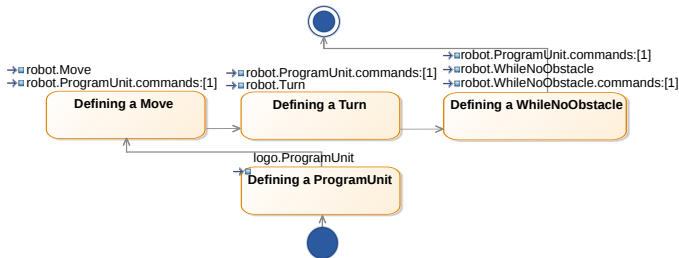 robot.Move
robot.ProgramUnit.commands:[1]
Defining a Move
robot.ProgramUnit.commands:[1]
robot.Turn
Defining a Turn
robot.ProgramUnit.commands:[1]
robot.WhileNoObstacle
robot.WhileNoObstacle.commands:[1]
Defining a WhileNoObstacle
logo.ProgramUnit
Defining a ProgramUnit